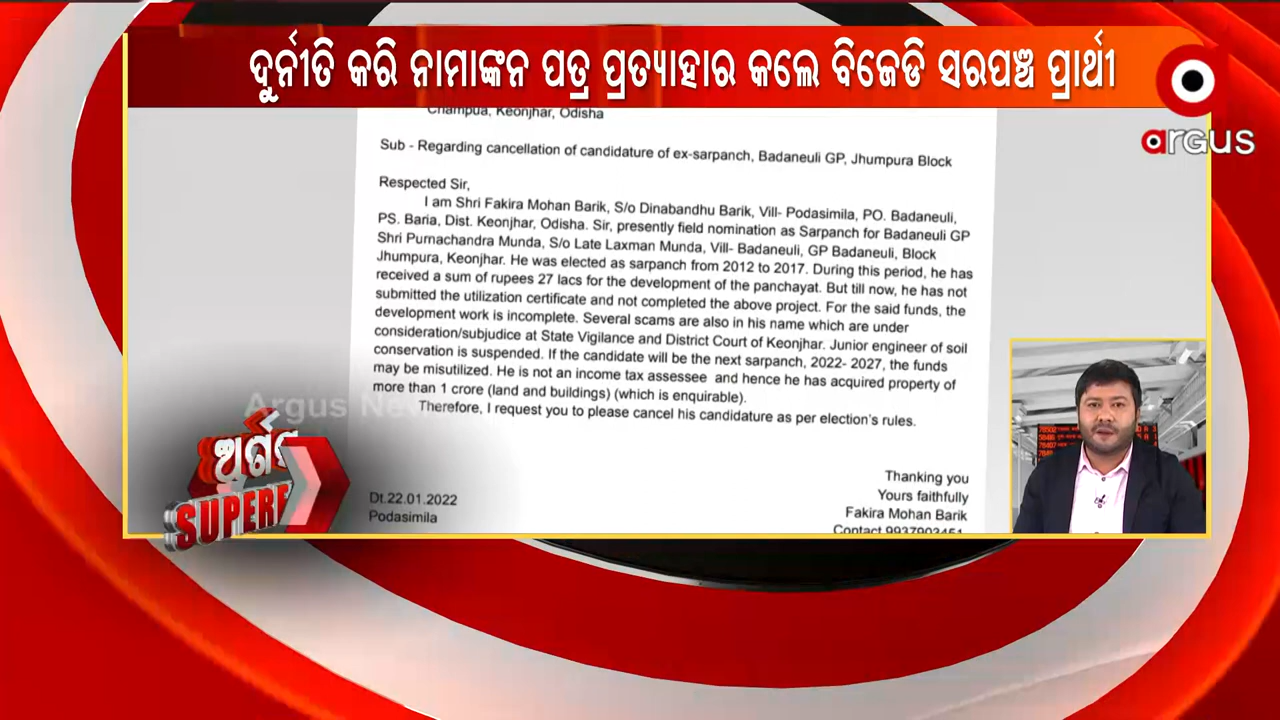 ଦୁର୍ନୀତି କରି ନାମାଙ୍କନ ପତ୍ର ପ୍ରତ୍ୟାହାର କଲେ ବିଜେଡି ସରପଞ୍ଚ ପ୍ରାର୍ଥୀ
argus
Champua, Keonjhar, Odisha
Sub - Regarding cancellation of candidature of ex-sarpanch, Badaneuli GP, Jhumpura Block
Respected Sir,
I am Shri Fakira Mohan Barik, S/o Dinabandhu Barik, Vill- Podasimila, PO. Badaneuli,
PS. Baria, Dist. Keonjhar, Odisha. Sir, presently field nomination as Sarpanch for Badaneuli GP
Shri Purnachandra Munda, S/o Late Laxman Munda, Vill- Badaneuli, GP Badaneuli, Block
Jhumpura, Keonjhar. He was elected as sarpanch from 2012 to 2017. During this period, he has
received a sum of rupees 27 lacs for the development of the panchayat. But till now, he has not
submitted the utilization certificate and not completed the above project. For the said funds, the
development work is incomplete. Several scams are also in his name which are under
consideration/subjudice at State Vigilance and District Court of Keonjhar. Junior engineer of soil
conservation is suspended. If the candidate will be the next sarpanch, 2022- 2027, the funds
may be misutilized. He is not an income tax assessee and hence he has acquired property of
more than 1 crore (land and buildings) (which is enquirable).
Therefore, I request you to please cancel his candidature as per election's rules.
Thanking you
Yours faithfully
Fakira Mohan Barik
Contact 9937903451
Dt.22.01.2022
Podasimila
Argus
ଅର୍ଗସ
SUPERF